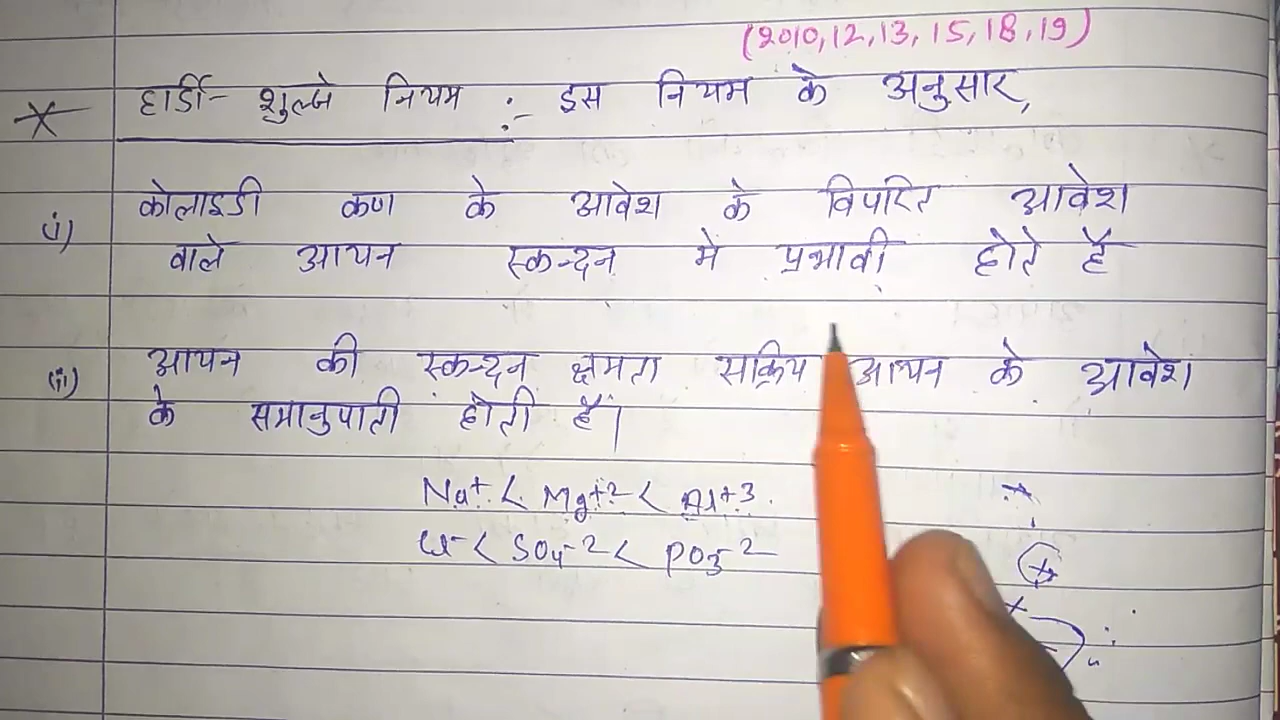 (2010,12,13,15,18,19)
हार्डी- शुल्जे नियम :- इस नियम के अनुसार,
i) कोलाइडी कण के आवेश के विपरित आवेश
वाले आयन स्कन्दन मे प्रभावी होते है
(ii) आयन की स्कन्दन क्षमता सक्रिय आयन के आवेश
के समानुपाती होती है।
Na+ < Mg+2 < Al+3.
Cl- < SO4-2 < PO3-2